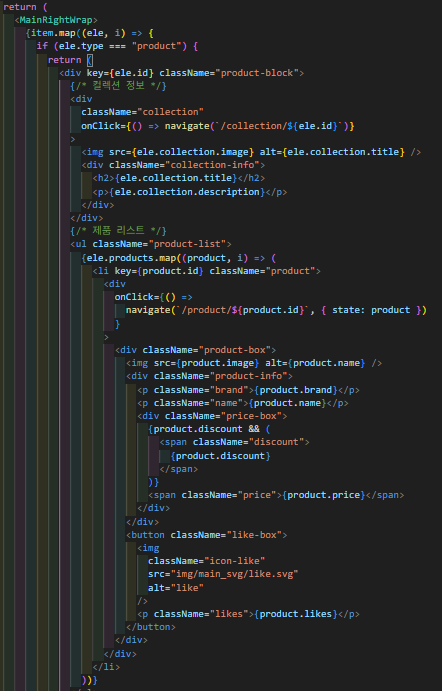 return (
<MainRightWrap>
{item.map((ele, i) => {
if (ele.type === "product") {
return (
<div key={ele.id} className="product-block">
{/* 컬렉션 정보 */}
<div
className="collection"
onClick={() => navigate(`/collection/${ele.id}`)}
>
<img src={ele.collection.image} alt={ele.collection.title} />
<div className="collection-info">
<h2>{ele.collection.title}</h2>
<p>{ele.collection.description}</p>
</div>
</div>
{/* 제품 리스트 */}
<ul className="product-list">
{ele.products.map((product, i) => (
<li key={product.id} className="product">
<div
onClick={() =>
navigate(`/product/${product.id}`, { state: product })
}
>
<div className="product-box">
<img src={product.image} alt={product.name} />
<div className="product-info">
<p className="brand">{product.brand}</p>
<p className="name">{product.name}</p>
<div className="price-box">
{product.discount && (
<span className="discount">
{product.discount}
</span>
)}
<span className="price">{product.price}</span>
</div>
</div>
<button className="like-box">
<img
className="icon-like"
src="img/main_svg/like.svg"
alt="like"
/>
<p className="likes">{product.likes}</p>
</button>
</div>
</div>
</li>
))}